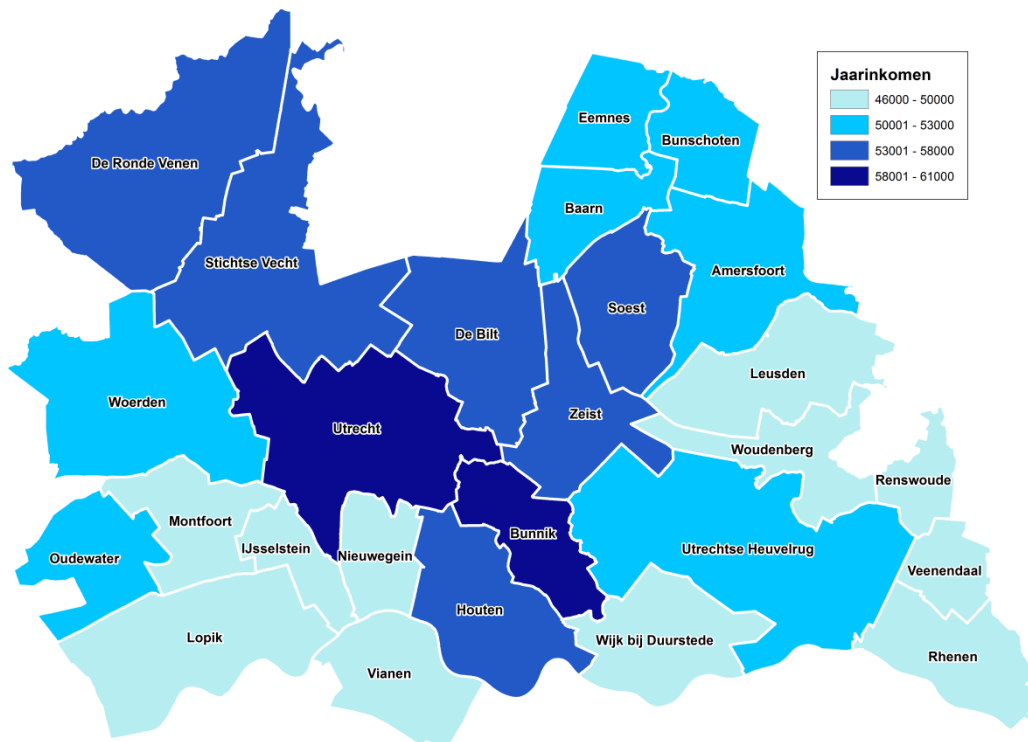 Jaarinkomen
46000 - 50000
50001 - 53000
53001 - 58000
58001 - 61000
Eemnes
Bunschoten
De Ronde Venen
Baarn
Stichtse Vecht
Amersfoort
Soest
De Bilt
Leusden
Woerden
Zeist
Utrecht
Woudenberg
Renswoude
Montfoort
Bunnik
IJsselstein
Nieuwegein
Utrechtse Heuvelrug
Oudewater
Veenendaal
Houten
Lopik
Wijk bij Duurstede
Rhenen
Vianen